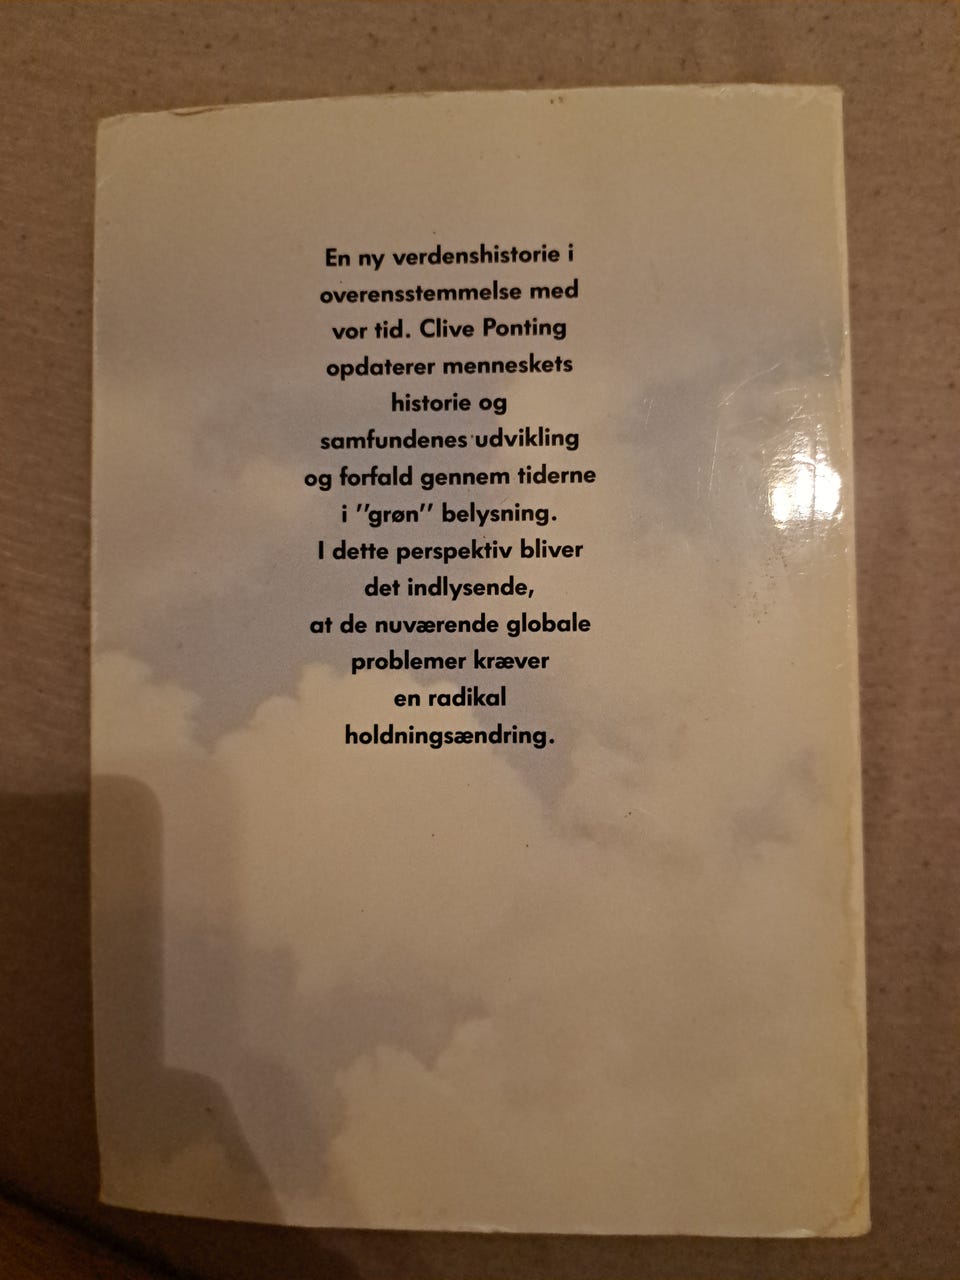 En ny verdenshistorie i
overensstemmelse med
vor tid. Clive Ponting
opdaterer menneskets
historie og
samfundenes udvikling
og forfald gennem tiderne
i "grøn" belysning.
I dette perspektiv bliver
det indlysende,
at de nuværende globale
problemer kræver
en radikal
holdningsændring.